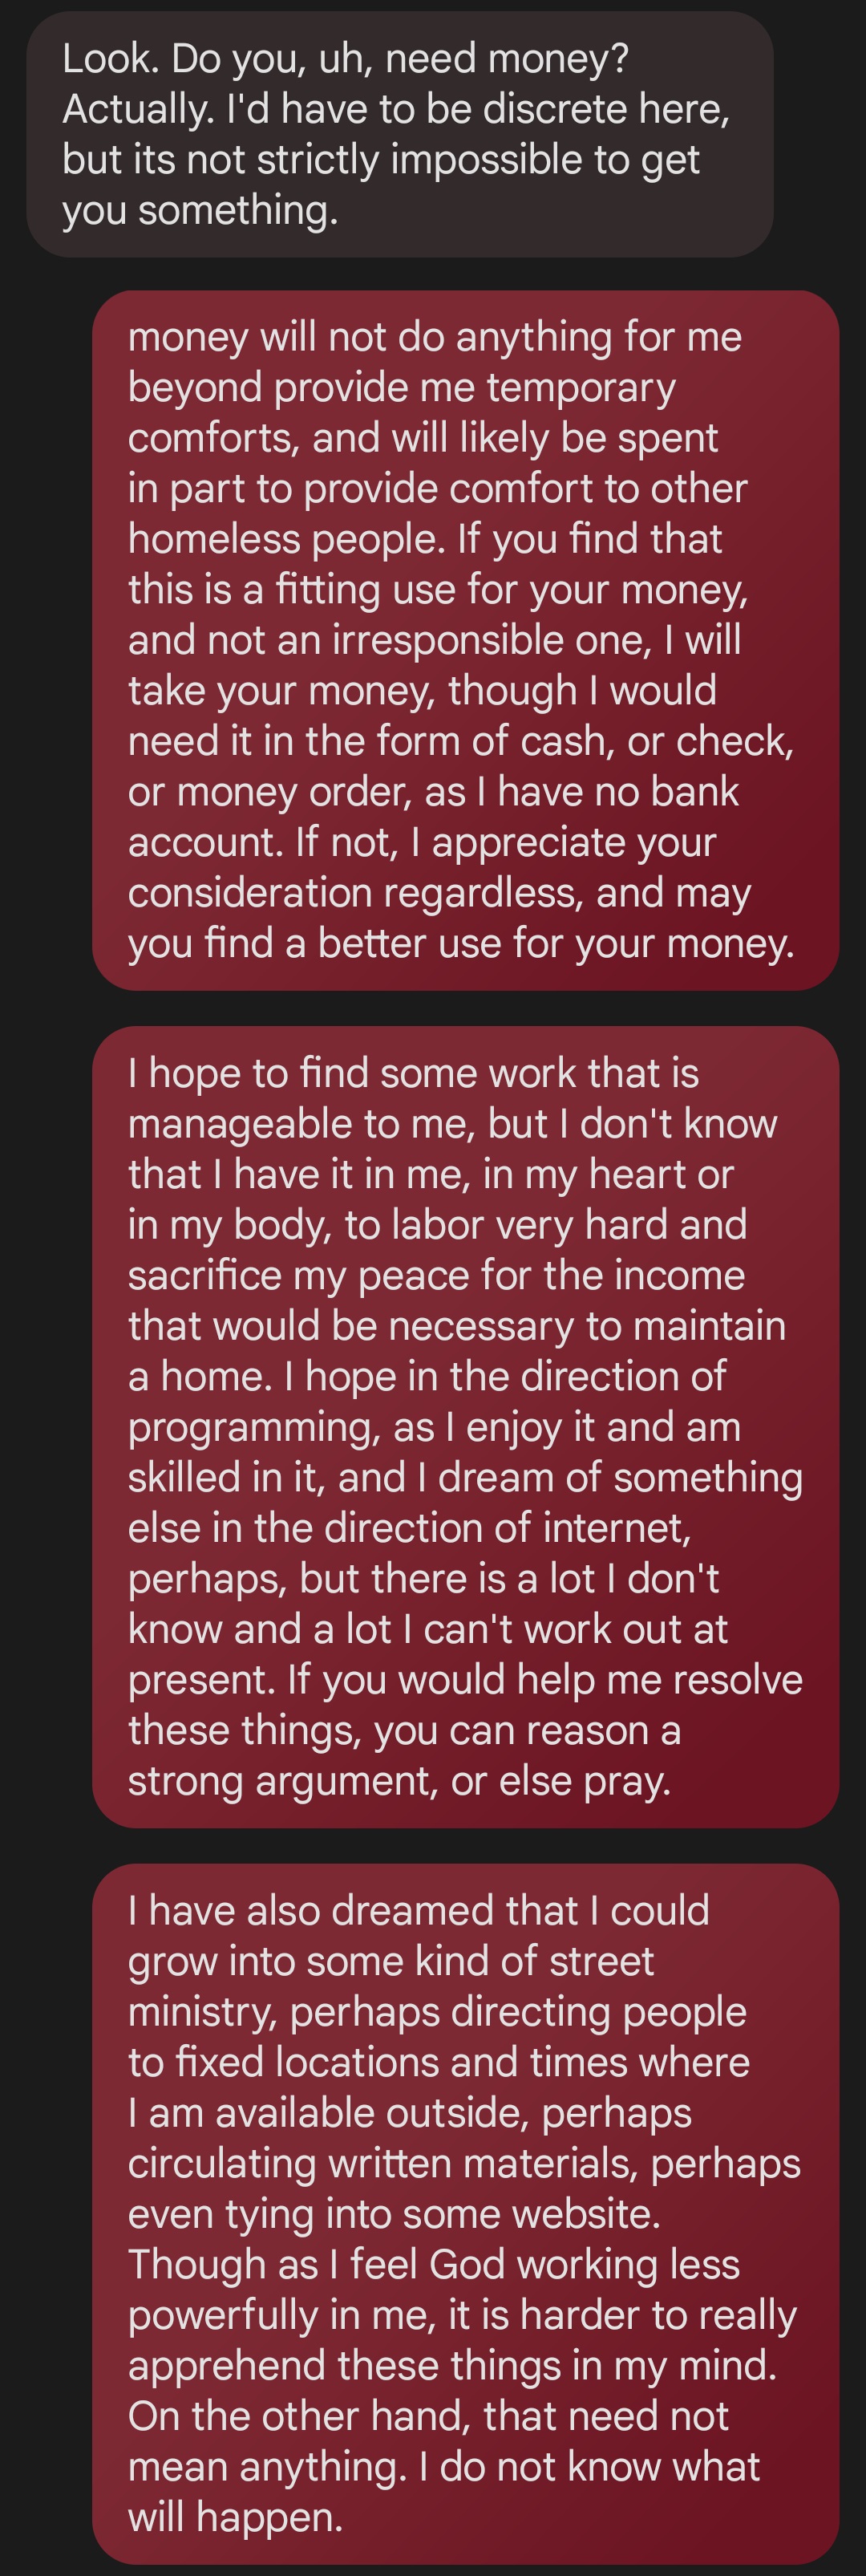 Look. Do you, uh, need money?
Actually. I'd have to be discrete here,
but its not strictly impossible to get
you something.
money will not do anything for me
beyond provide me temporary
comforts, and will likely be spent
in part to provide comfort to other
homeless people. If you find that
this is a fitting use for your money,
and not an irresponsible one, I will
take your money, though I would
need it in the form of cash, or check,
or money order, as I have no bank
account. If not, I appreciate your
consideration regardless, and may
you find a better use for your money.
I hope to find some work that is
manageable to me, but I don't know
that I have it in me, in my heart or
in my body, to labor very hard and
sacrifice my peace for the income
that would be necessary to maintain
a home. I hope in the direction of
programming, as I enjoy it and am
skilled in it, and I dream of something
else in the direction of internet,
perhaps, but there is a lot I don't
know and a lot I can't work out at
present. If you would help me resolve
these things, you can reason a
strong argument, or else pray.
I have also dreamed that I could
grow into some kind of street
ministry, perhaps directing people
to fixed locations and times where
I am available outside, perhaps
circulating written materials, perhaps
even tying into some website.
Though as I feel God working less
powerfully in me, it is harder to really
apprehend these things in my mind.
On the other hand, that need not
mean anything. I do not know what
will happen.